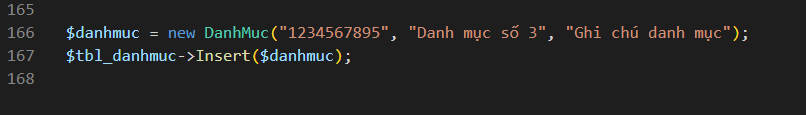 165
166 $danhmuc = new DanhMuc("1234567895", "Danh mục số 3", "Ghi chú danh mục");
167 $tbl_danhmuc->Insert($danhmuc);
168